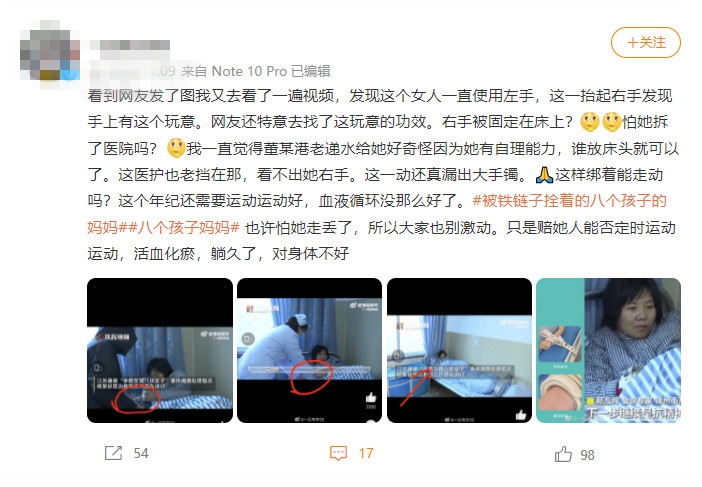 ＋关注
09 来自 Note 10 Pro 已编辑
看到网友发了图我又去看了一遍视频，发现这个女人一直使用左手，这一抬起右手发现
手上有这个玩意。网友还特意去找了这玩意的功效。右手被固定在床上？怕她拆
了医院吗？我一直觉得董某港老递水给她好奇怪因为她有自理能力，谁放床头就可以
了。这医护也老挡在那，看不出她右手。这一动还真漏出大手镯。这样绑着能走动
吗？这个年纪还需要运动运动好，血液循环没那么好了。#被铁链子拴着的八个孩子的
妈妈##八个孩子妈妈# 也许怕她走丢了，所以大家也别激动。只是赔她人能否定时运动
运动，活血化瘀，躺久了，对身体不好
下一步继续是抗精神
54
17
98